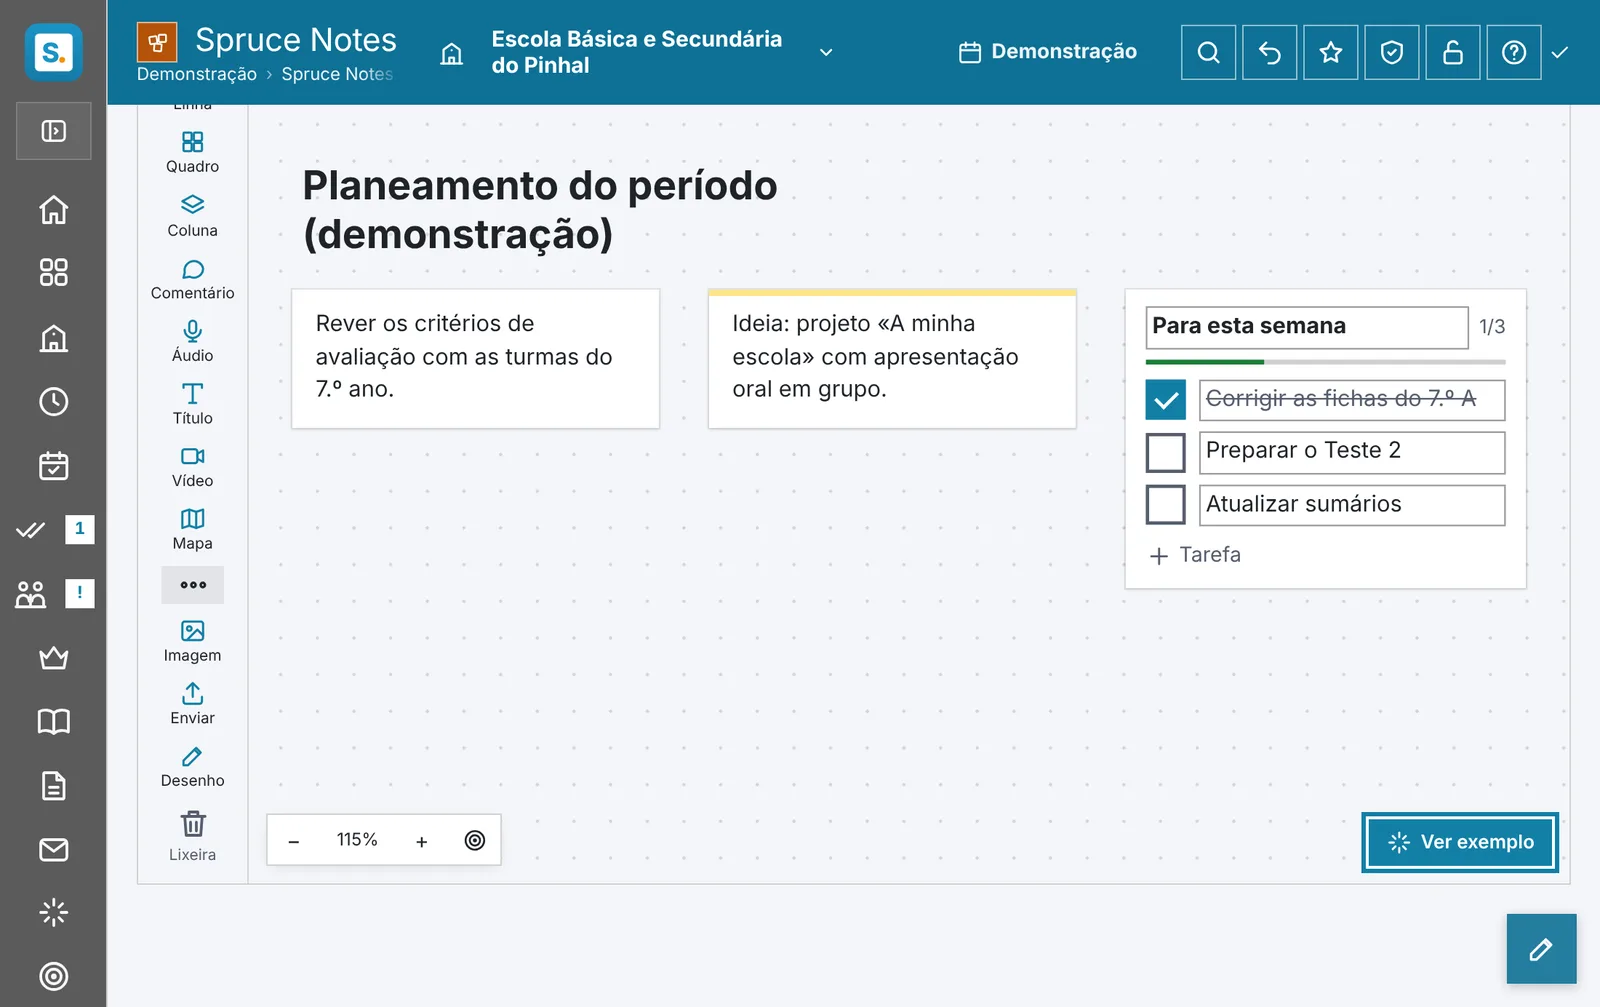 S.
Spruce Notes
Demonstração › Spruce Notes
Escola Básica e Secundária
do Pinhal
Demonstração
Linha
Quadro
Coluna
Comentário
Áudio
Título
Vídeo
Mapa
Imagem
Enviar
Desenho
Lixeira
1
!
Planeamento do período
(demonstração)
Rever os critérios de
avaliação com as turmas do
7.º ano.
Ideia: projeto «A minha
escola» com apresentação
oral em grupo.
Para esta semana
1/3
Corrigir as fichas do 7.º A
Preparar o Teste 2
Atualizar sumários
+ Tarefa
− 115% +
Ver exemplo